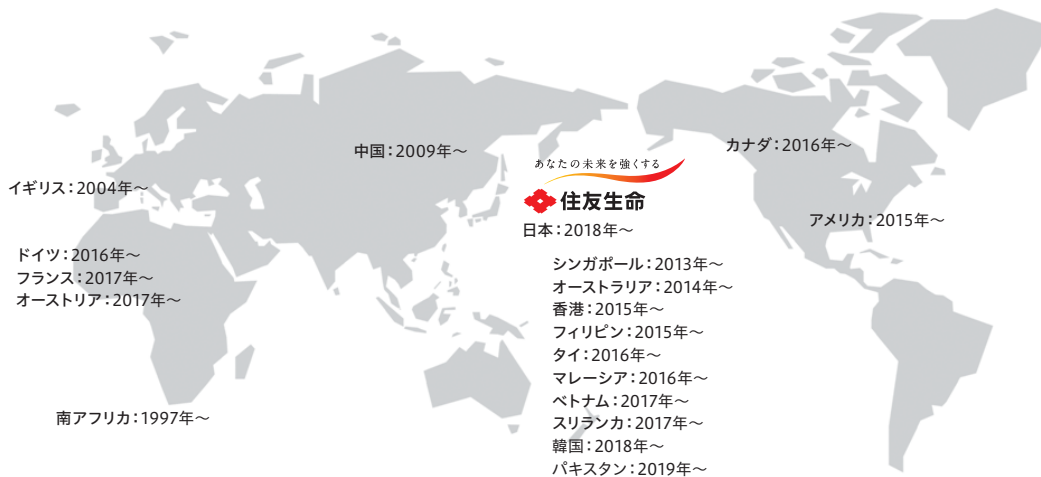 中国：2009年～
カナダ：2016年～
あなたの未来を強くする
住友生命
イギリス：2004年～
アメリカ：2015年～
日本：2018年～
ドイツ：2016年～
フランス：2017年～
オーストリア：2017年～
シンガポール：2013年～
オーストラリア：2014年～
香港：2015年～
フィリピン：2015年～
タイ：2016年～
マレーシア：2016年～
ベトナム：2017年～
スリランカ：2017年～
韓国：2018年～
パキスタン：2019年～
南アフリカ：1997年～